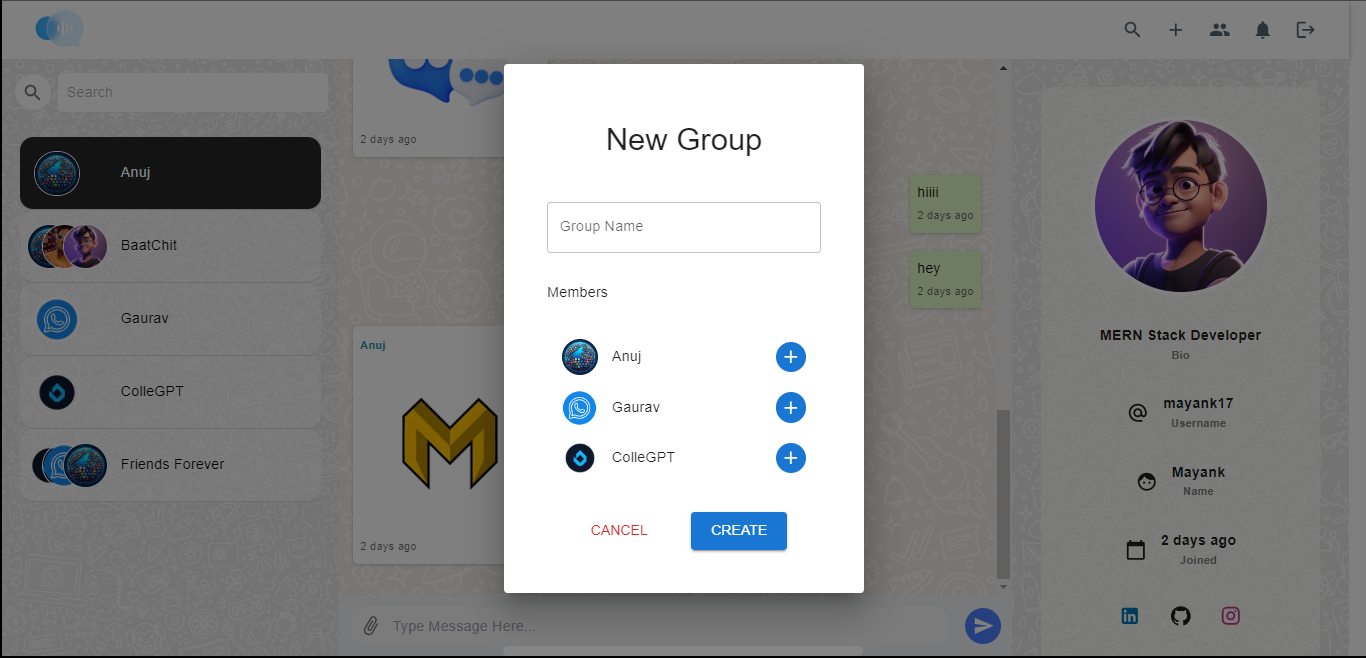 Search
Anuj
BaatChit
Gaurav
ColleGPT
Friends Forever
2 days ago
Anuj
2 days ago
hiiii
2 days ago
hey
2 days ago
Type Message Here...
New Group
Group Name
Members
Anuj
Gaurav
ColleGPT
CANCEL
CREATE
MERN Stack Developer
Bio
mayank17
Username
Mayank
Name
2 days ago
Joined